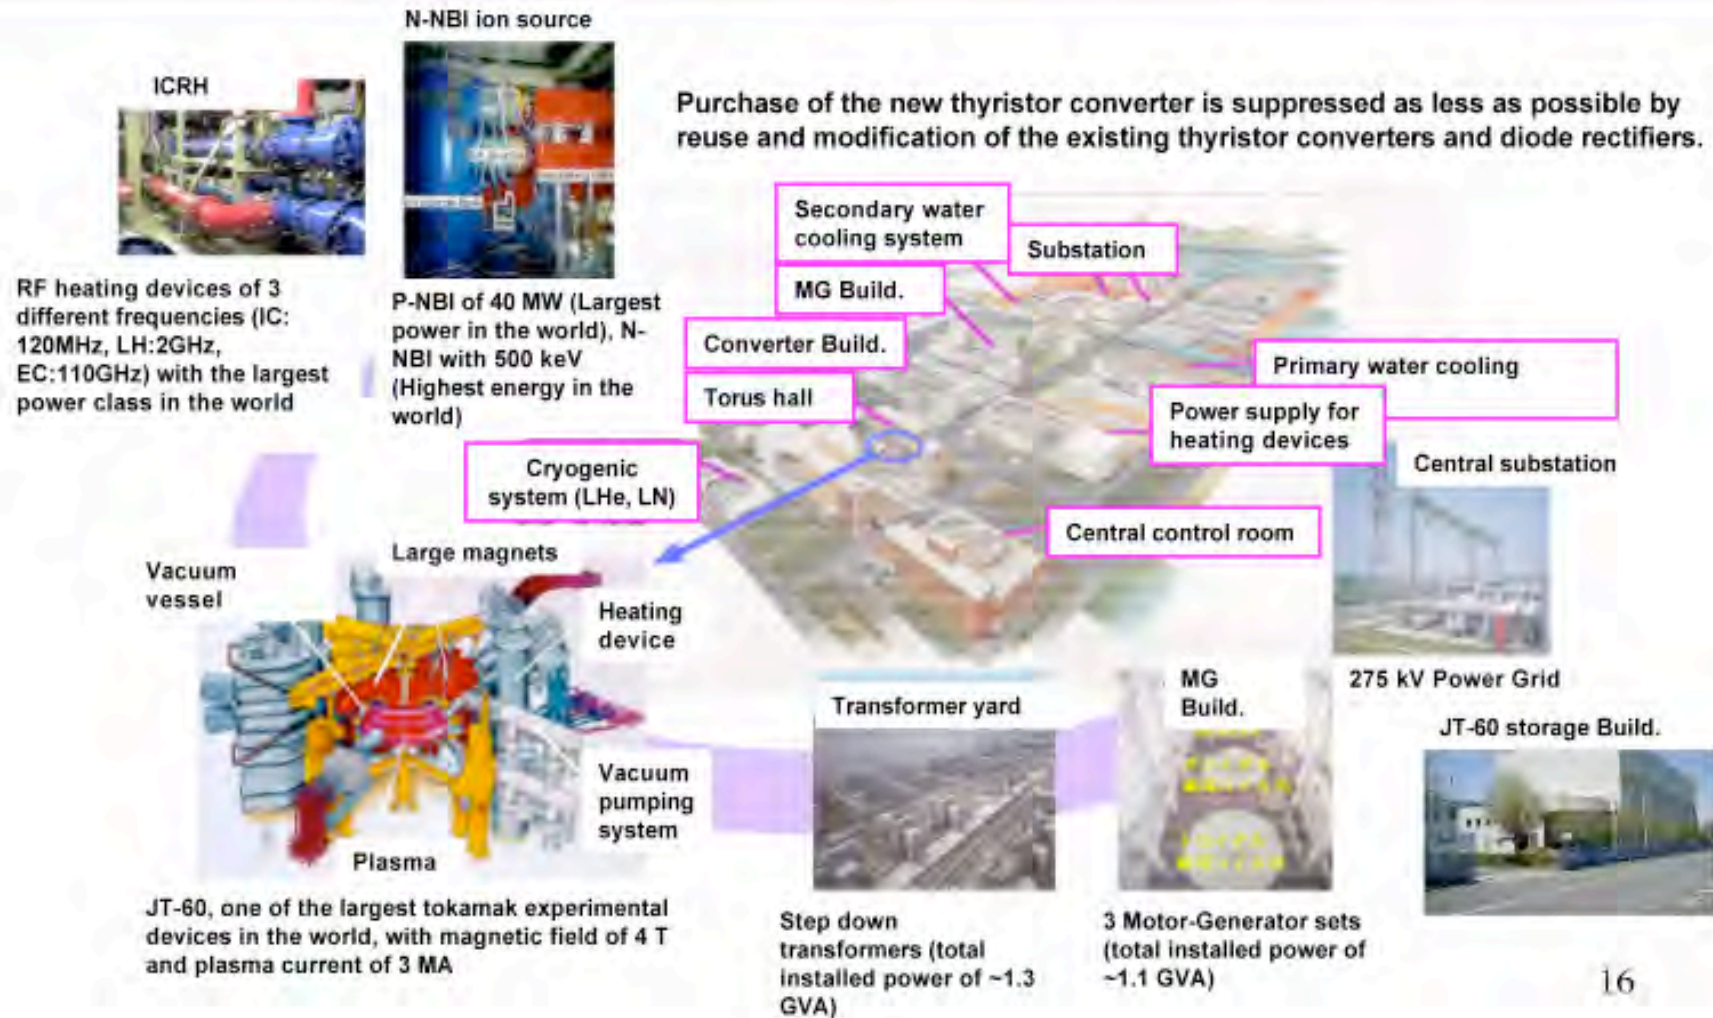 N-NBI ion source
ICRH
Purchase of the new thyristor converter is suppressed as less as possible by
reuse and modification of the existing thyristor converters and diode rectifiers.
RF heating devices of 3
different frequencies (IC:
120MHz, LH:2GHz,
EC:110GHz) with the largest
power class in the world
P-NBI of 40 MW (Largest
power in the world), N-
NBI with 500 keV
(Highest energy in the
world)
Secondary water
cooling system
Substation
MG Build.
Converter Build.
Torus hall
Primary water cooling
Power supply for
heating devices
Cryogenic
system (LHe, LN)
Central control room
Central substation
275 kV Power Grid
Large magnets
Vacuum
vessel
Heating
device
Vacuum
pumping
system
Plasma
JT-60, one of the largest tokamak experimental
devices in the world, with magnetic field of 4 T
and plasma current of 3 MA
Transformer yard
Step down
transformers (total
installed power of ~1.3
GVA)
MG
Build.
3 Motor-Generator sets
(total installed power of
~1.1 GVA)
JT-60 storage Build.
16